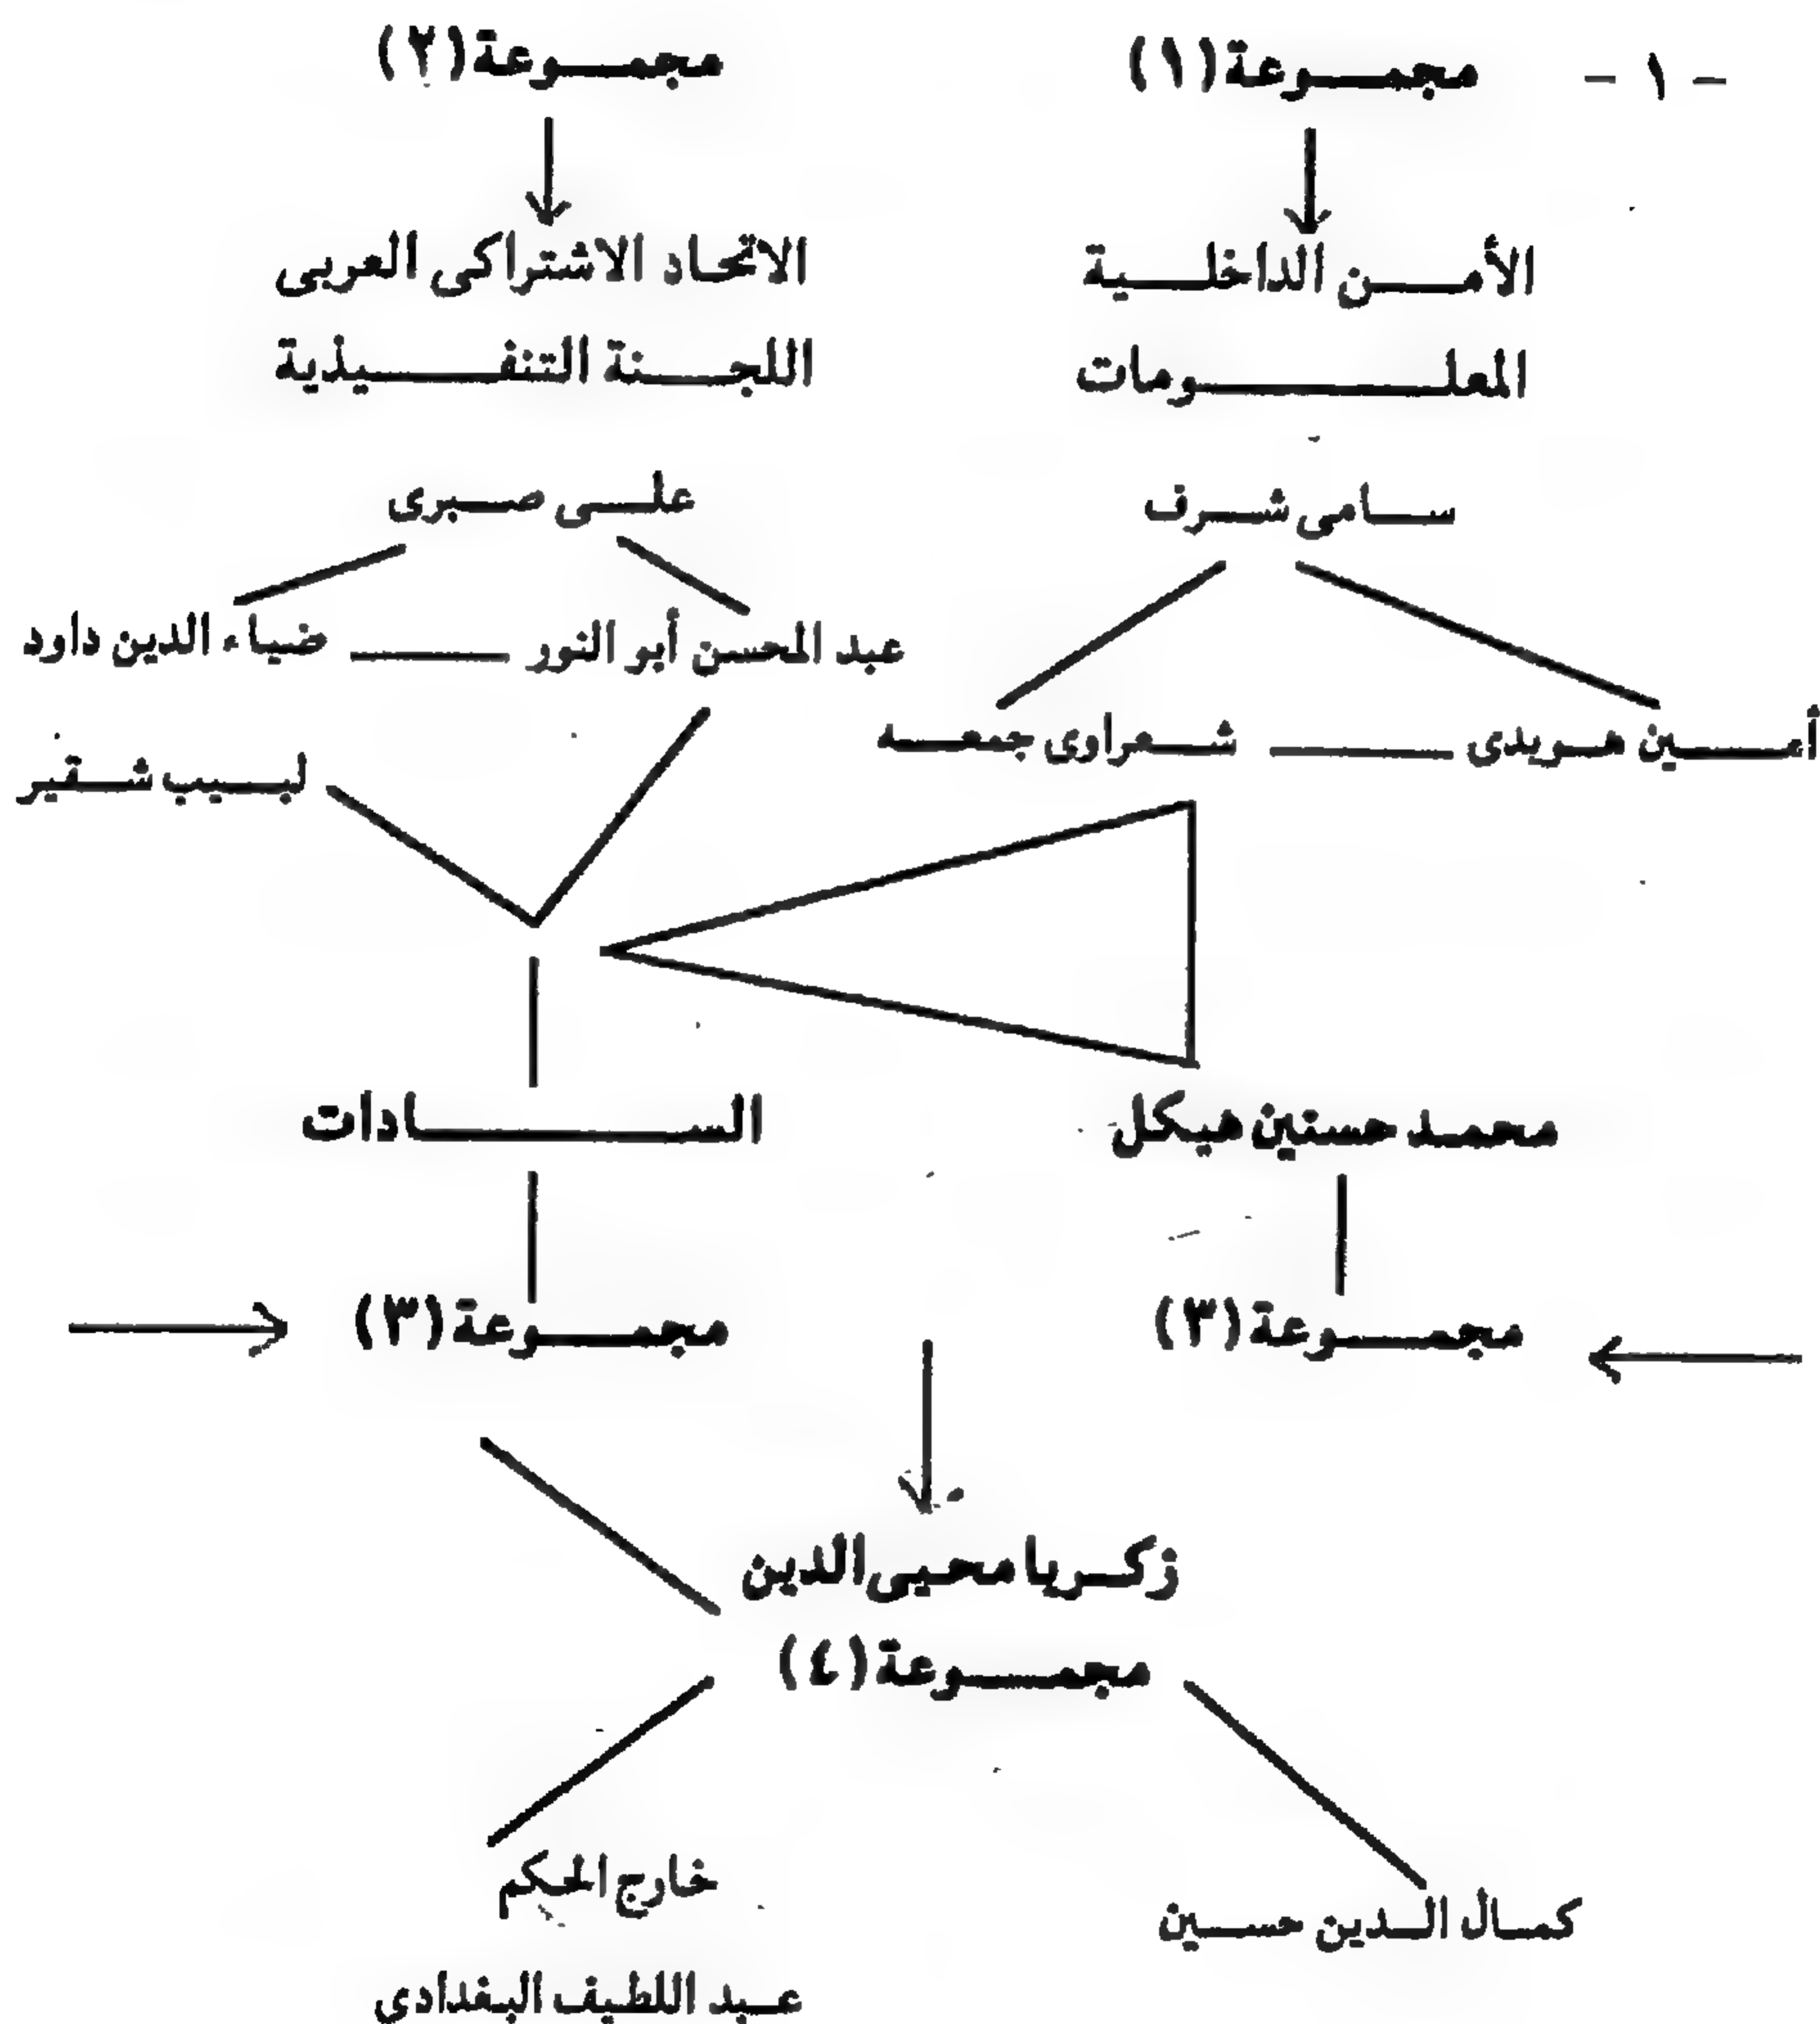 - ١ -
مجموعة (١)
مجموعة (٢)
الأمن الداخلية
الاتحاد الاشتراكى العربى
المعلومات
اللجنة التنفيذية
سامى شرف
على صبرى
عبد المحسن أبو النور
ضياء الدين داود
أمين هويدى
شعراوى جمعه
لبيب شقير
محمد حسنين هيكل
السادات
مجموعة (٣)
مجموعة (٣)
زكريا محيى الدين
مجموعة (٤)
خارج الحكم
كمال الدين حسين
عبد اللطيف البغدادي